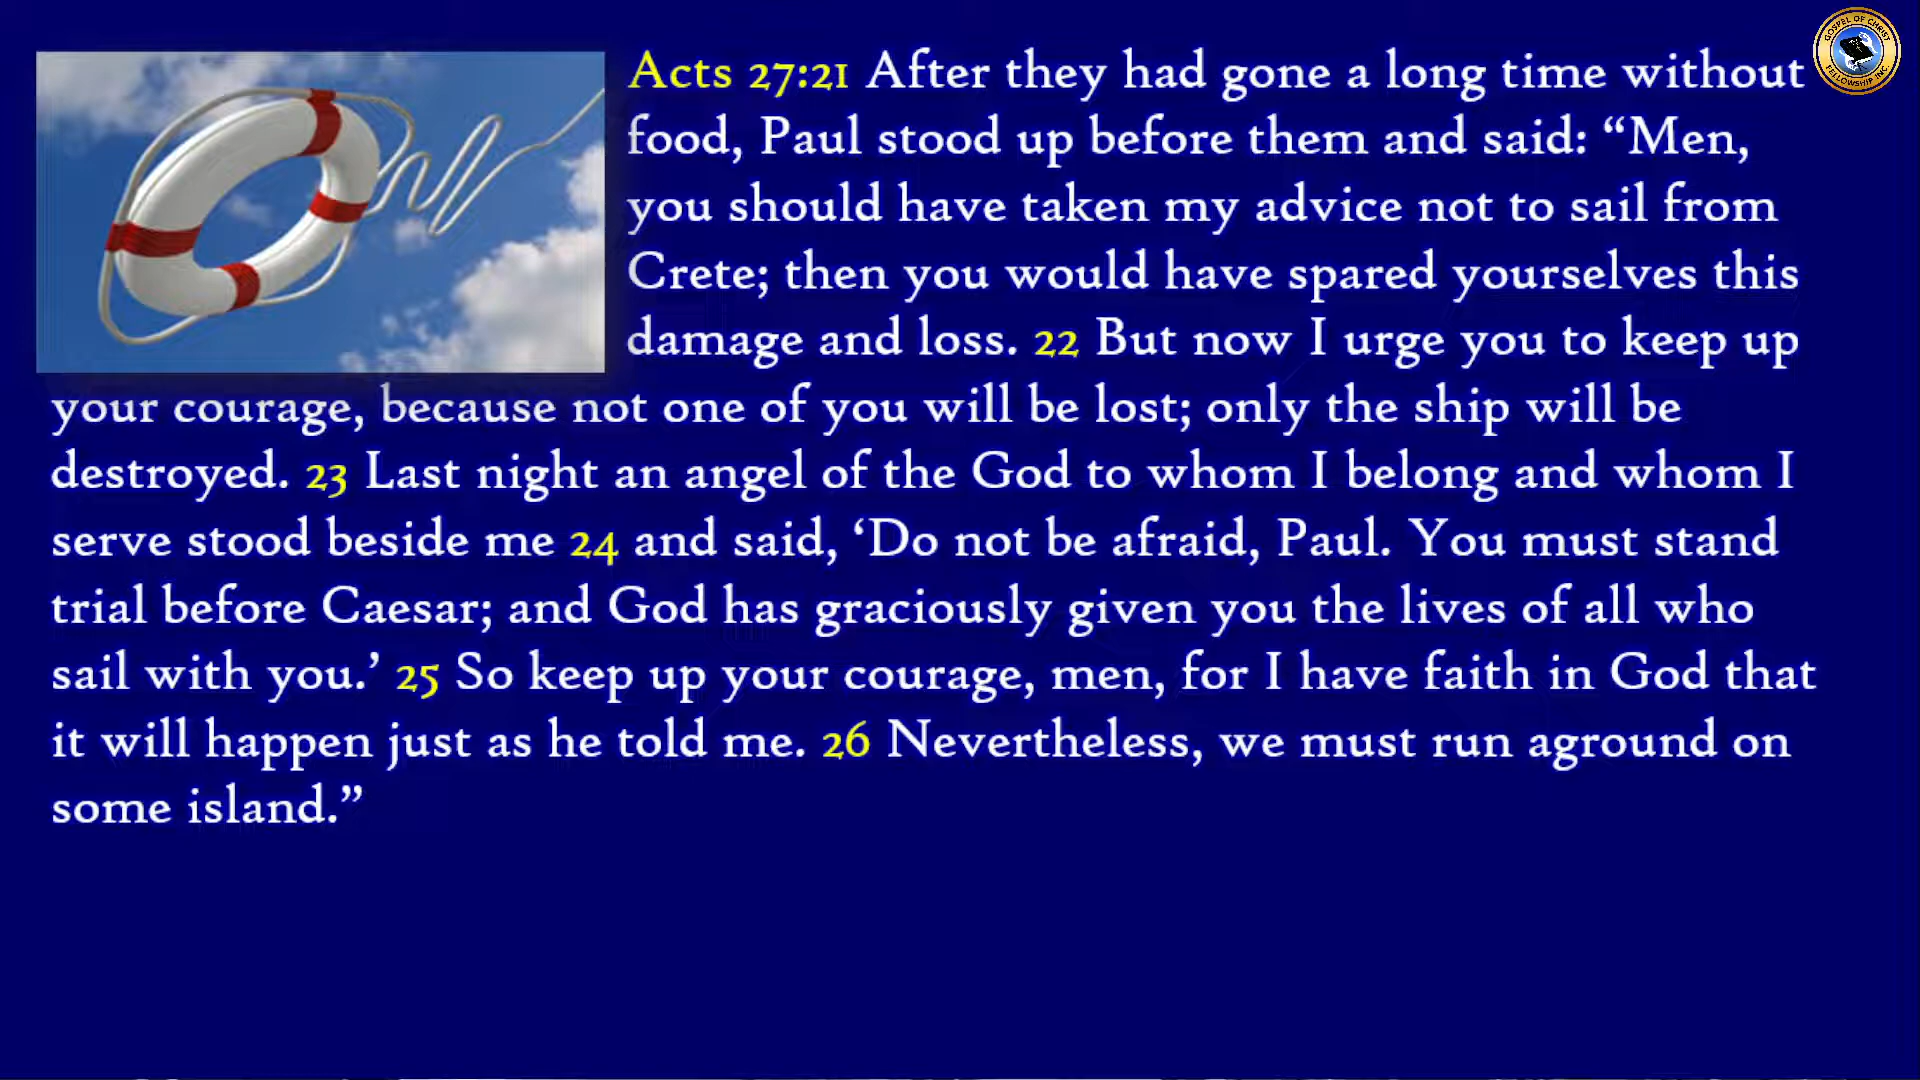 Acts 27:21 After they had gone a long time without
food, Paul stood up before them and said: “Men,
you should have taken my advice not to sail from
Crete; then you would have spared yourselves this
damage and loss. 22 But now I urge you to keep up
your courage, because not one of you will be lost; only the ship will be
destroyed. 23 Last night an angel of the God to whom I belong and whom I
serve stood beside me 24 and said, ‘Do not be afraid, Paul. You must stand
trial before Caesar; and God has graciously given you the lives of all who
sail with you.’ 25 So keep up your courage, men, for I have faith in God that
it will happen just as he told me. 26 Nevertheless, we must run aground on
some island.”
GOSPEL OF CHRIST
FELLOWSHIP INC.